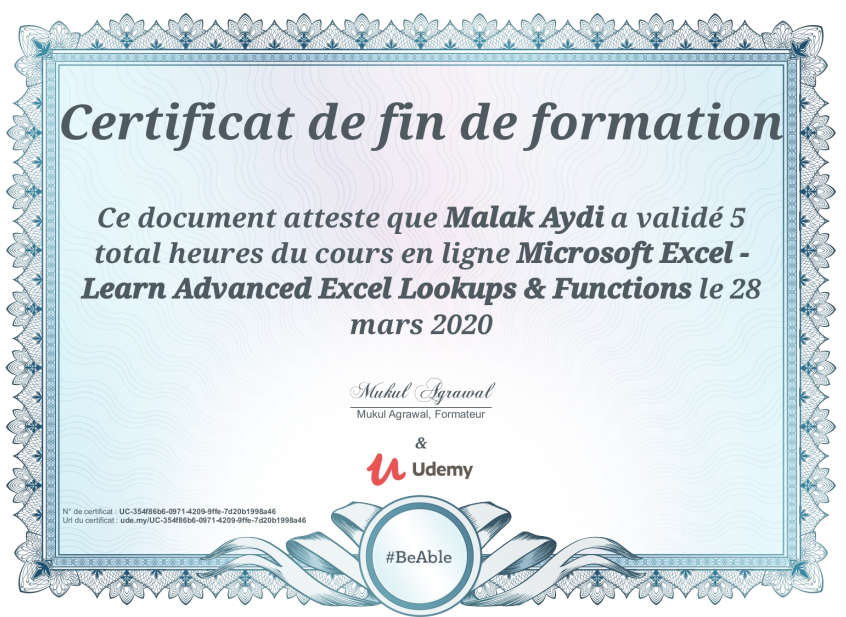 Certificat de fin de formation
Ce document atteste que Malak Aydi a validé 5
total heures du cours en ligne Microsoft Excel -
Learn Advanced Excel Lookups & Functions le 28
mars 2020
Mukul Agrawal
Mukul Agrawal, Formateur
&
Udemy
N° de certificat : UC-354f86b6-0971-4209-9ffe-7d20b1998a46
Url du certificat : ude.my/UC-354f86b6-0971-4209-9ffe-7d20b1998a46
#BeAble